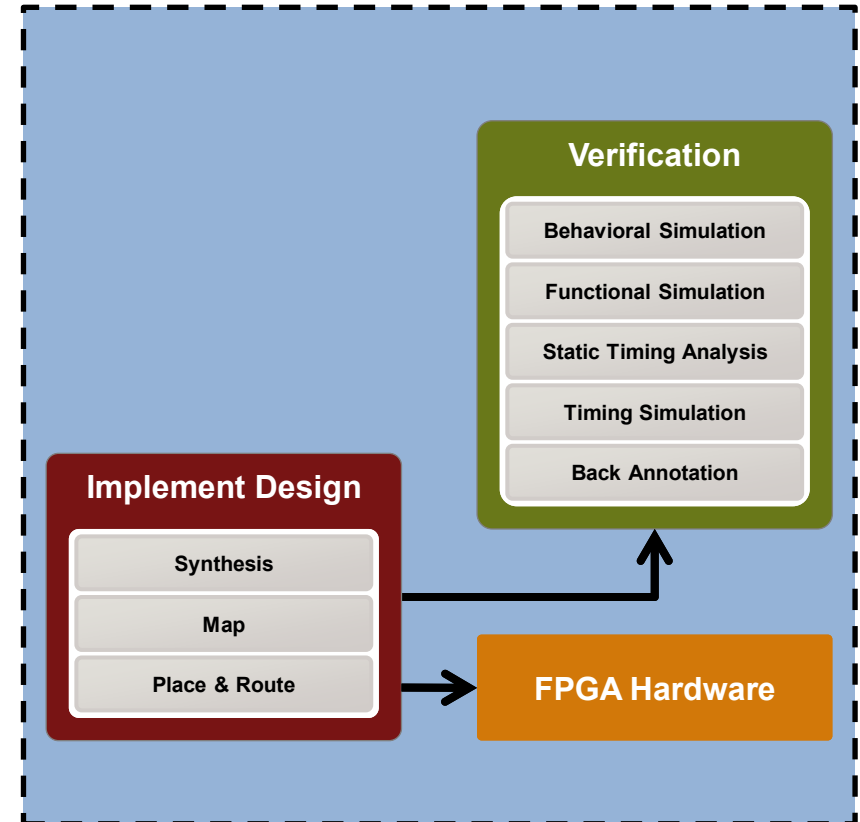 Verification
Behavioral Simulation
Functional Simulation
Static Timing Analysis
Timing Simulation
Back Annotation
Implement Design
Synthesis
Map
Place & Route
FPGA Hardware